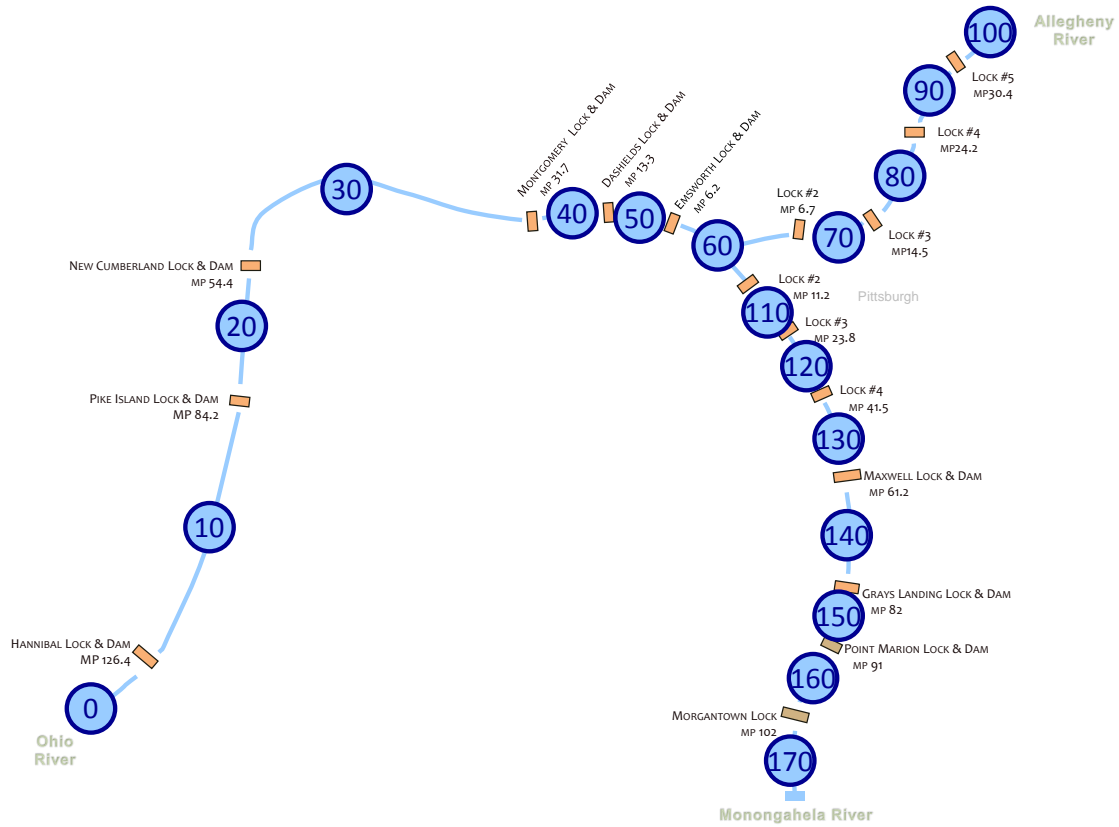 100
Allegheny
River
Lock #5
MP30.4
90
Lock #4
MP24.2
80
Lock #3
MP14.5
70
Lock #2
MP 6.7
60
Emsworth Lock & Dam
MP 6.2
50
Dashields Lock & Dam
MP 13.3
40
Montgomery Lock & Dam
MP 31.7
30
New Cumberland Lock & Dam
MP 54.4
20
Pike Island Lock & Dam
MP 84.2
10
Hannibal Lock & Dam
MP 126.4
0
Ohio
River
Lock #2
MP 11.2
Pittsburgh
110
Lock #3
MP 23.8
120
Lock #4
MP 41.5
130
Maxwell Lock & Dam
MP 61.2
140
Grays Landing Lock & Dam
MP 82
150
Point Marion Lock & Dam
MP 91
160
Morgantown Lock
MP 102
170
Monongahela River